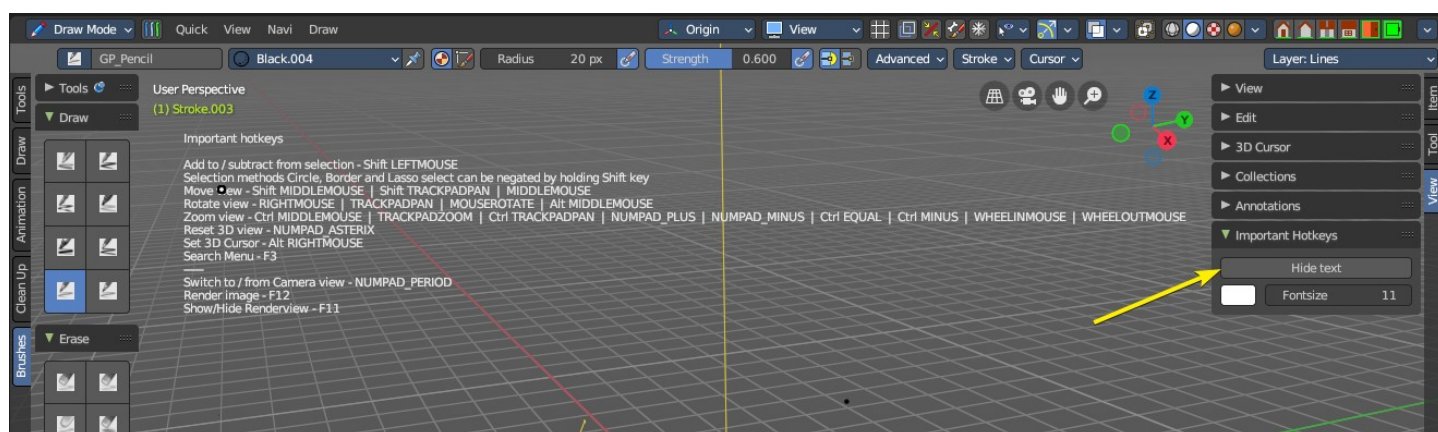 Draw Mode Quick View Navi Draw Origin View
GP_Pencil Black.004 Radius 20 px Strength 0.600 Advanced Stroke Cursor Layer: Lines
Tools
Draw
Animation
Clean Up
Brushes
Tools
Draw
Erase
User Perspective
(1) Stroke.003
Important hotkeys
Add to / subtract from selection - Shift LEFTMOUSE
Selection methods Circle, Border and Lasso select can be negated by holding Shift key
Move ew - Shift MIDDLEMOUSE | Shift TRACKPADPAN | MIDDLEMOUSE
Rotate view - RIGHTMOUSE | TRACKPADPAN | MOUSEROTATE | Alt MIDDLEMOUSE
Zoom view - Ctrl MIDDLEMOUSE | TRACKPADZOOM | Ctrl TRACKPADPAN | NUMPAD_PLUS | NUMPAD_MINUS | Ctrl EQUAL | Ctrl MINUS | WHEELINMOUSE | WHEELOUTMOUSE
Reset 3D view - NUMPAD_ASTERIX
Set 3D Cursor - Alt RIGHTMOUSE
Search Menu - F3
-----
Switch to / from Camera view - NUMPAD_PERIOD
Render image - F12
Show/Hide Renderview - F11
Z
Y
X
View
Edit
3D Cursor
Collections
Annotations
Important Hotkeys
Hide text
Fontsize 11
Item
Tool
View